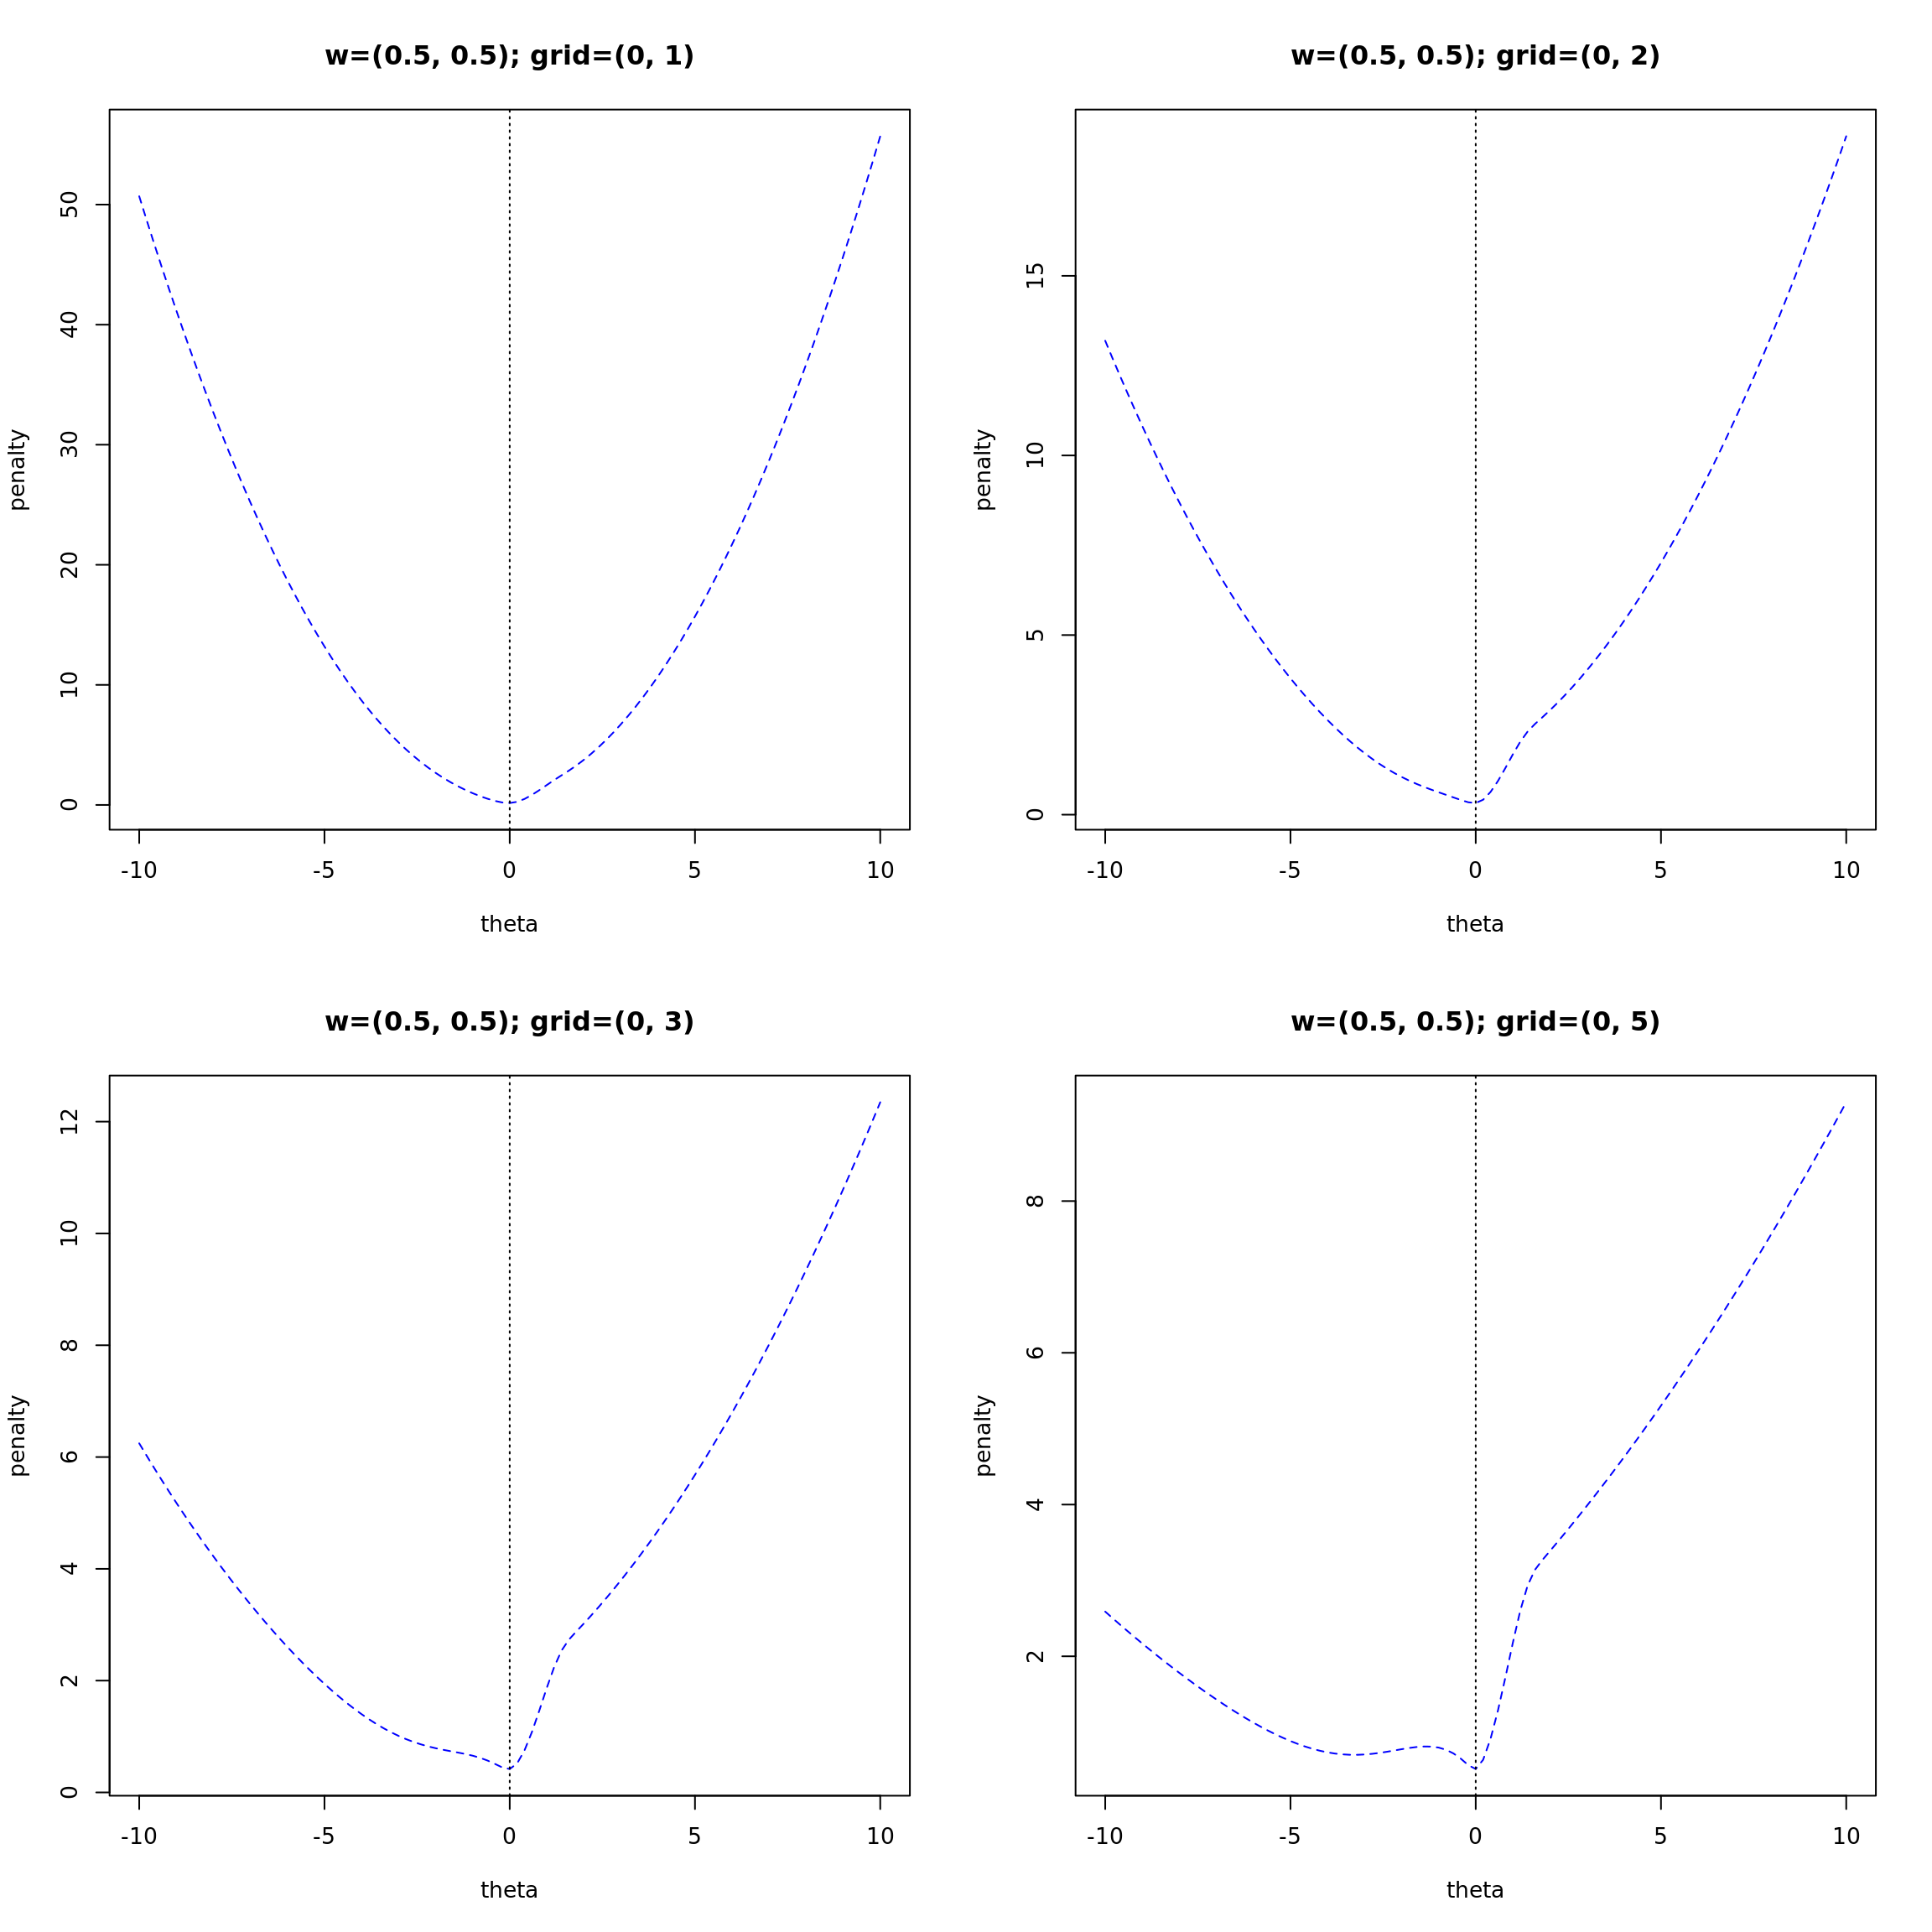 w=(0.5, 0.5); grid=(0, 1)
penalty
50
40
30
20
10
0
-10 -5 0 5 10
theta
w=(0.5, 0.5); grid=(0, 2)
penalty
15
10
5
0
-10 -5 0 5 10
theta
w=(0.5, 0.5); grid=(0, 3)
penalty
12
10
8
6
4
2
0
-10 -5 0 5 10
theta
w=(0.5, 0.5); grid=(0, 5)
penalty
8
6
4
2
-10 -5 0 5 10
theta